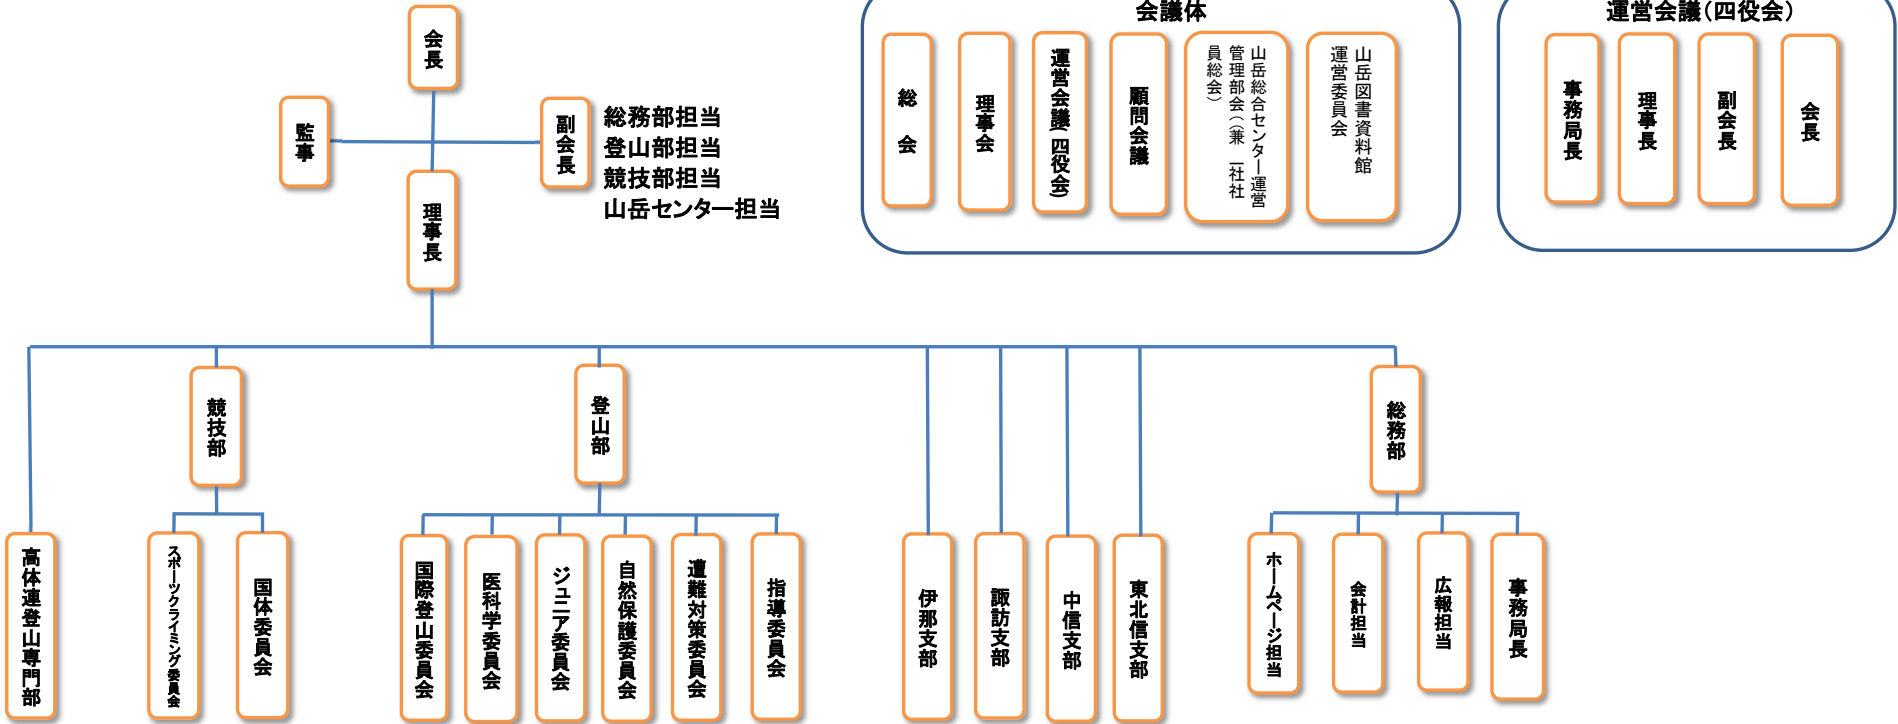 会長
監事
副会長
総務部担当
登山部担当
競技部担当
山岳センター担当
理事長
会議体
総　会
理事会
運営会議(四役会)
顧問会議
山岳総合センター運営
管理部会(（兼　一社社
員総会）
山岳図書資料館
運営委員会
運営会議（四役会）
事務局長
理事長
副会長
会長
競技部
登山部
総務部
高体連登山専門部
スポーツクライミング委員会
国体委員会
国際登山委員会
医科学委員会
ジュニア委員会
自然保護委員会
遭難対策委員会
指導委員会
伊那支部
諏訪支部
中信支部
東北信支部
ホームページ担当
会計担当
広報担当
事務局長